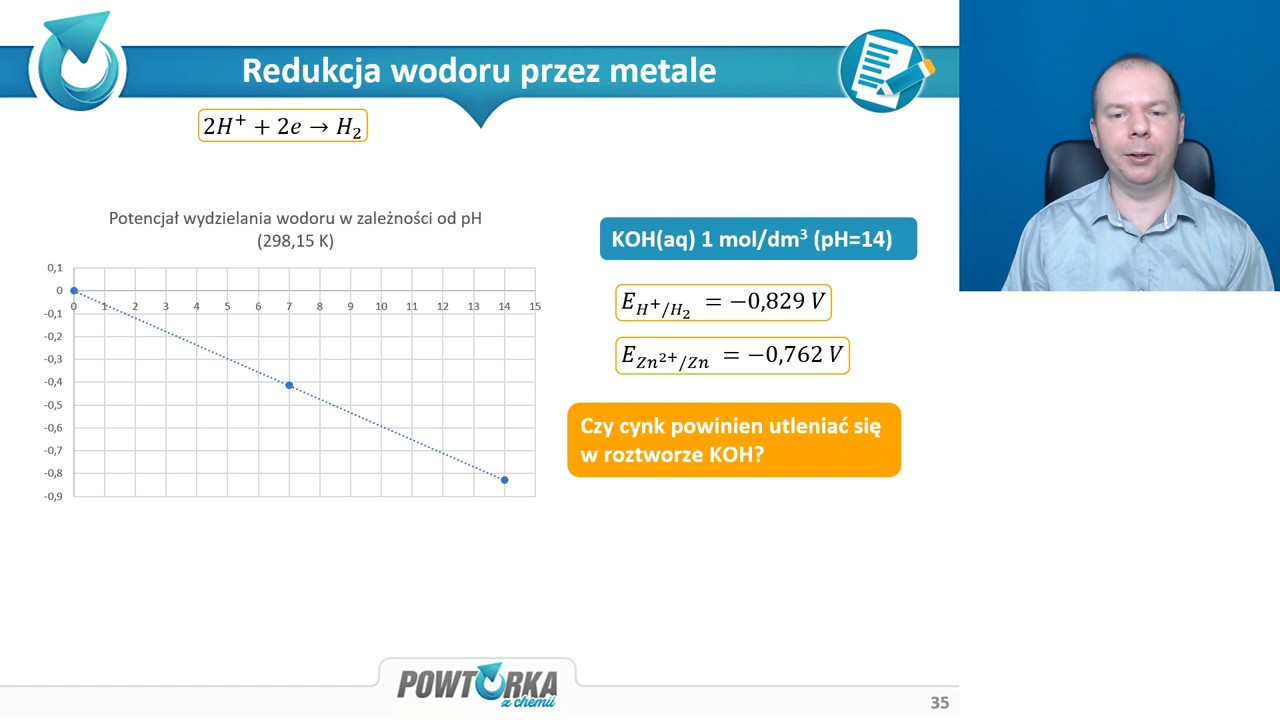 Redukcja wodoru przez metale
2H⁺ + 2e → H₂
Potencjał wydzielania wodoru w zależności od pH
(298,15 K)
0,1
0
-0,1
-0,2
-0,3
-0,4
-0,5
-0,6
-0,7
-0,8
-0,9
0 1 2 3 4 5 6 7 8 9 10 11 12 13 14 15
KOH(aq) 1 mol/dm³ (pH=14)
E_{H⁺/H₂} = −0,829 V
E_{Zn²⁺/Zn} = −0,762 V
Czy cynk powinien utleniać się
w roztworze KOH?
POWTÓRKA
z chemii
35